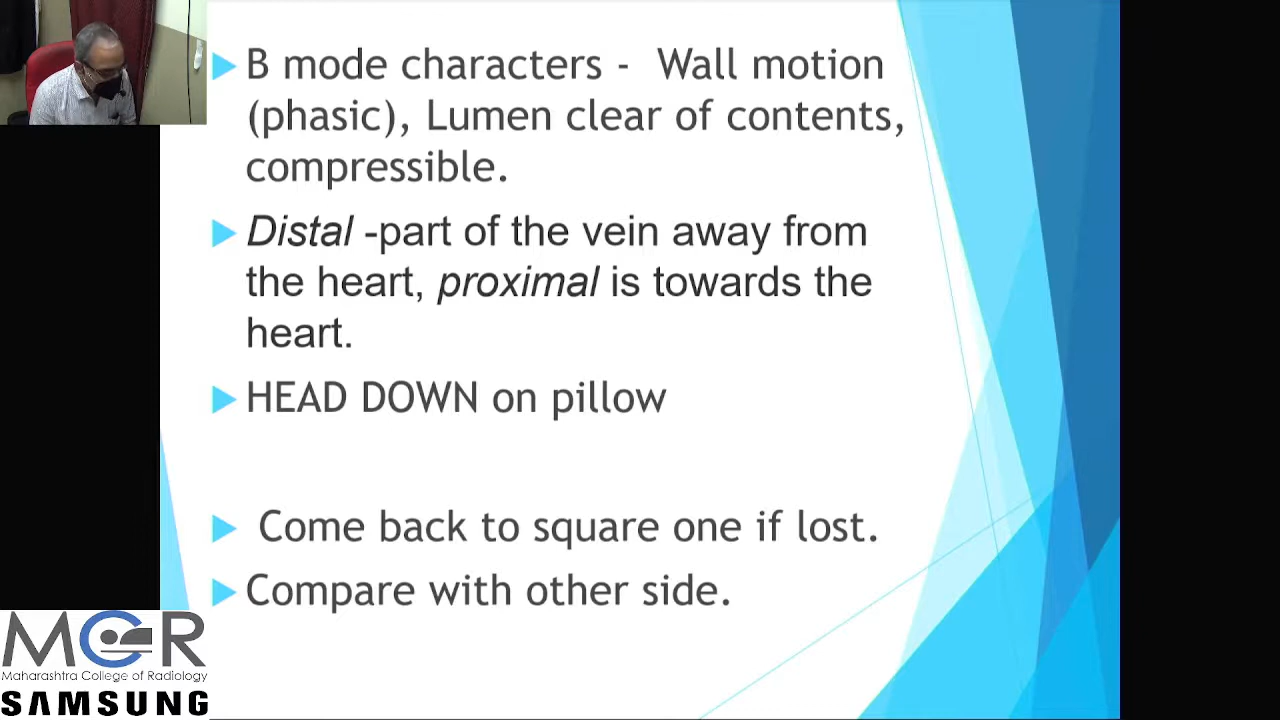 B mode characters - Wall motion
(phasic), Lumen clear of contents,
compressible.
Distal -part of the vein away from
the heart, proximal is towards the
heart.
HEAD DOWN on pillow
Come back to square one if lost.
Compare with other side.
MCR
Maharashtra College of Radiology
SAMSUNG